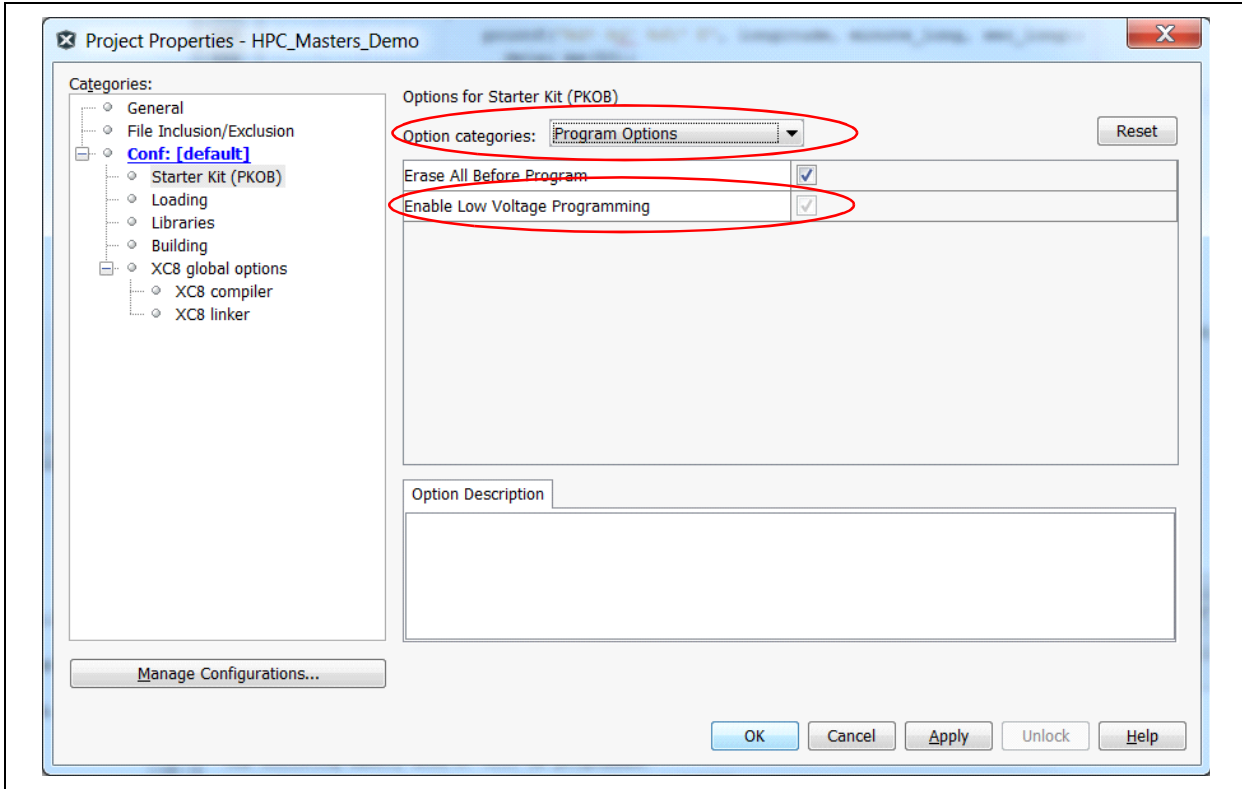 Project Properties - HPC_Masters_Demo
Categories:
General
File Inclusion/Exclusion
Conf: [default]
Starter Kit (PKOB)
Loading
Libraries
Building
XC8 global options
XC8 compiler
XC8 linker
Manage Configurations...
Options for Starter Kit (PKOB)
Option categories: Program Options
Reset
Erase All Before Program
Enable Low Voltage Programming
Option Description
OK Cancel Apply Unlock Help